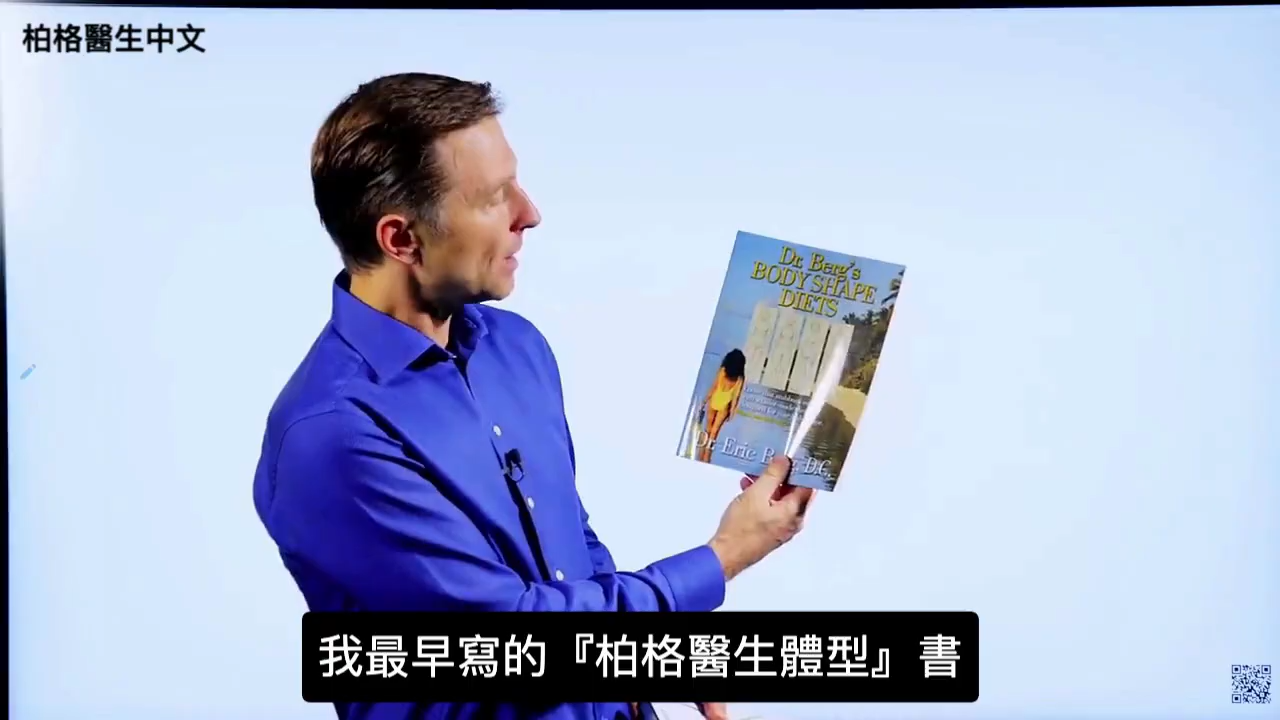 柏格醫生中文
Dr. Berg's
BODY SHAPE
DIETS
Dr. Eric
D.C.
我最早寫的『柏格醫生體型』書